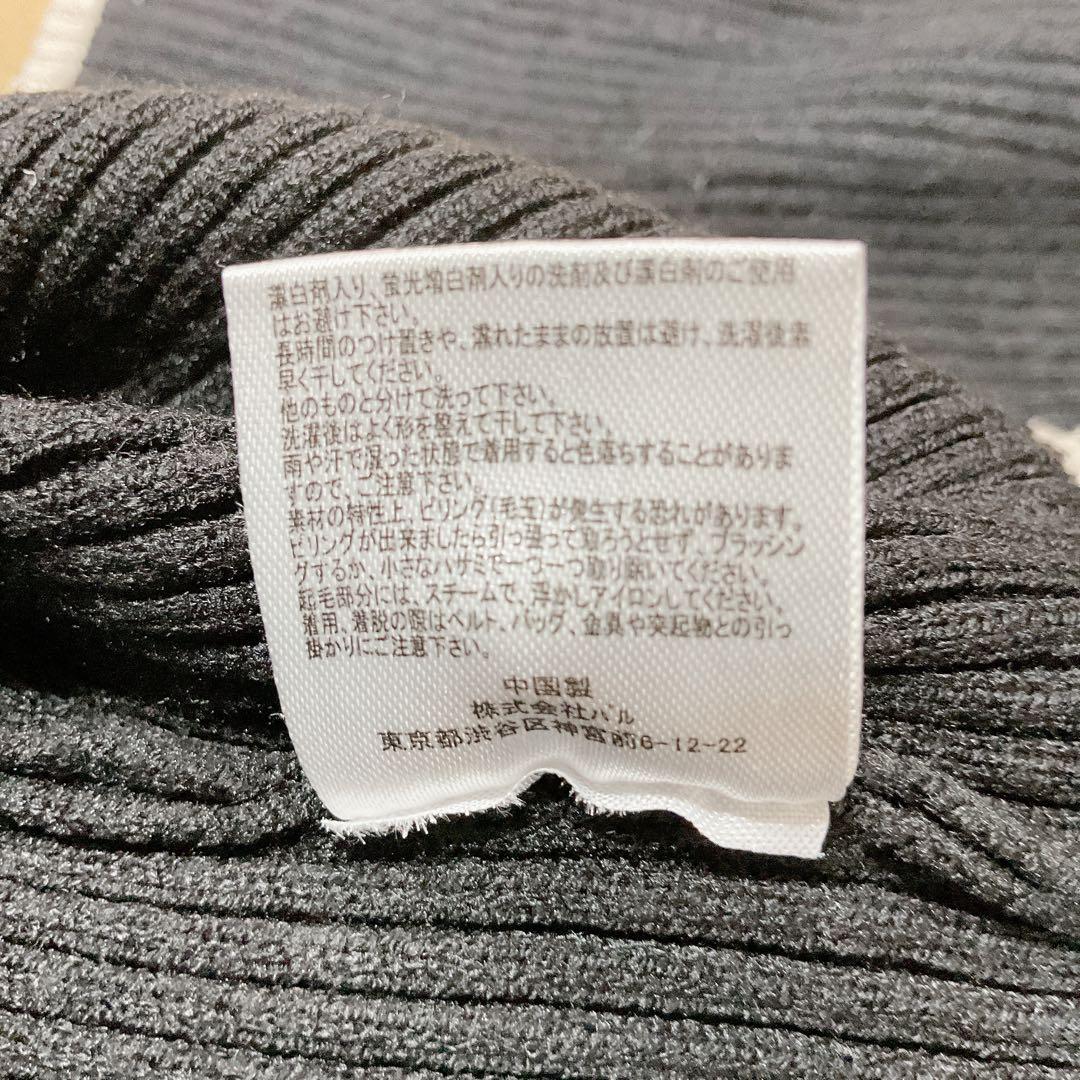 漂白剤入り、蛍光増白剤入りの洗剤及び漂白剤のご使用
はお避け下さい。
長時間のつけ置きや、濡れたままの放置は避け、洗濯後素
早く干してください。
他のものと分けて洗って下さい。
洗濯後はよく形を整えて干して下さい。
雨や汗で湿った状態で着用すると色落ちすることがありま
すので、ご注意下さい。
素材の特性上、ピリング(毛玉)が発生する恐れがあります。
ピリングが出来ましたら引っ張って取ろうとせず、ブラッシン
グするか、小さなハサミで一つ一つ取り除いてください。
起毛部分には、スチームで、浮かしアイロンしてください。
着用、着脱の際はベルト、バッグ、金具や突起物との引っ
掛かりにご注意下さい。
中国製
株式会社パル
東京都渋谷区神宮前6-12-22